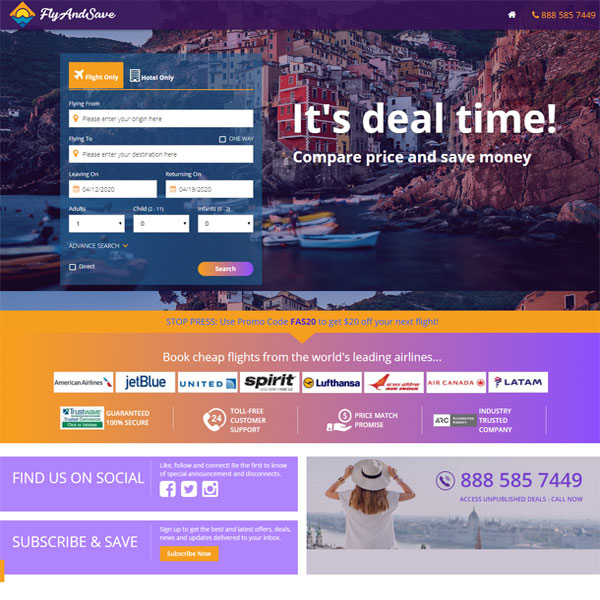 FlyAndSave
888 585 7449
Flight Only
Hotel Only
Flying From
Please enter your origin here
Flying To
ONE WAY
Please enter your destination here
Leaving On
Returning On
04/12/2020
04/19/2020
Adults
Child (2 - 11)
Infants (0 - 2)
1
0
0
ADVANCE SEARCH
Direct
Search
It's deal time!
Compare price and save money
STOP PRESS: Use Promo Code FAS20 to get $20 off your next flight!
Book cheap flights from the world's leading airlines...
American Airlines
jetBlue
UNITED
spirit
Lufthansa
AIR INDIA
AIR CANADA
LATAM
Trustwave
Trusted Commerce
Click to Validate
GUARANTEED
100% SECURE
24
TOLL-FREE
CUSTOMER
SUPPORT
PRICE MATCH
PROMISE
ARC
ACCREDITED
AGENCY
INDUSTRY
TRUSTED
COMPANY
FIND US ON SOCIAL
Like, follow and connect! Be the first to know
of special announcement and disconnects.
SUBSCRIBE & SAVE
Sign up to get the best and latest offers, deals,
news and updates delivered to your Inbox.
Subscribe Now
888 585 7449
ACCESS UNPUBLISHED DEALS - CALL NOW